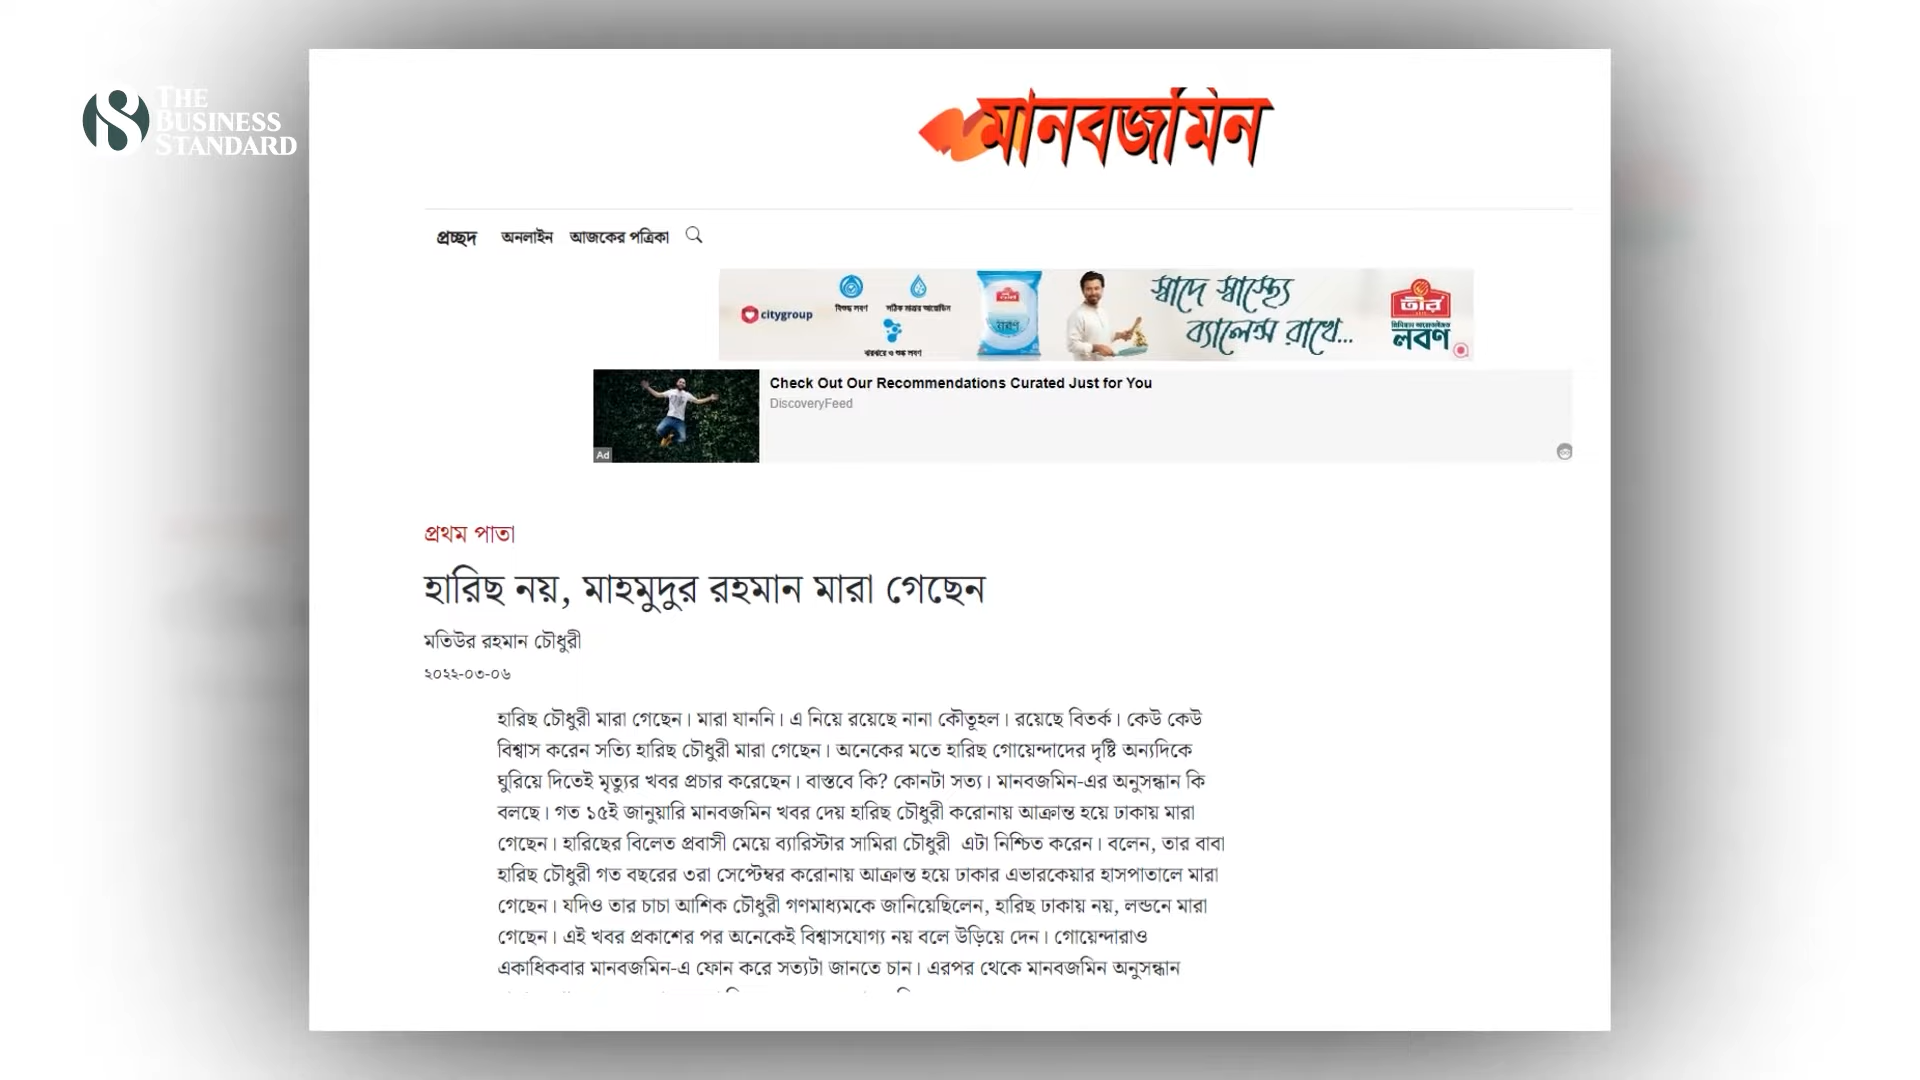 THE
BUSINESS
STANDARD
মানবজমিন
প্রচ্ছদ অনলাইন আজকের পত্রিকা
citygroup
বিশুদ্ধ লবণ সঠিক মাত্রায় আয়োডিন
ঝরঝরে ও শুষ্ক লবণ
স্বাদে স্বাস্থ্যে
ব্যালেন্স রাখে...
তীর
লবণ
Check Out Our Recommendations Curated Just for You
DiscoveryFeed
Ad
প্রথম পাতা
হারিছ নয়, মাহমুদুর রহমান মারা গেছেন
মতিউর রহমান চৌধুরী
২০২২-০৩-০৬
হারিছ চৌধুরী মারা গেছেন। মারা যাননি। এ নিয়ে রয়েছে নানা কৌতূহল। রয়েছে বিতর্ক। কেউ কেউ
বিশ্বাস করেন সত্যি হারিছ চৌধুরী মারা গেছেন। অনেকের মতে হারিছ গোয়েন্দাদের দৃষ্টি অন্যদিকে
ঘুরিয়ে দিতেই মৃত্যুর খবর প্রচার করেছেন। বাস্তবে কি? কোনটা সত্য। মানবজমিন-এর অনুসন্ধান কি
বলছে। গত ১৫ই জানুয়ারি মানবজমিন খবর দেয় হারিছ চৌধুরী করোনায় আক্রান্ত হয়ে ঢাকায় মারা
গেছেন। হারিছের বিলেত প্রবাসী মেয়ে ব্যারিস্টার সামিরা চৌধুরী এটা নিশ্চিত করেন। বলেন, তার বাবা
হারিছ চৌধুরী গত বছরের ৩রা সেপ্টেম্বর করোনায় আক্রান্ত হয়ে ঢাকার এভারকেয়ার হাসপাতালে মারা
গেছেন। যদিও তার চাচা আশিক চৌধুরী গণমাধ্যমকে জানিয়েছিলেন, হারিছ ঢাকায় নয়, লন্ডনে মারা
গেছেন। এই খবর প্রকাশের পর অনেকেই বিশ্বাসযোগ্য নয় বলে উড়িয়ে দেন। গোয়েন্দারাও
একাধিকবার মানবজমিন-এ ফোন করে সত্যটা জানতে চান। এরপর থেকে মানবজমিন অনুসন্ধান